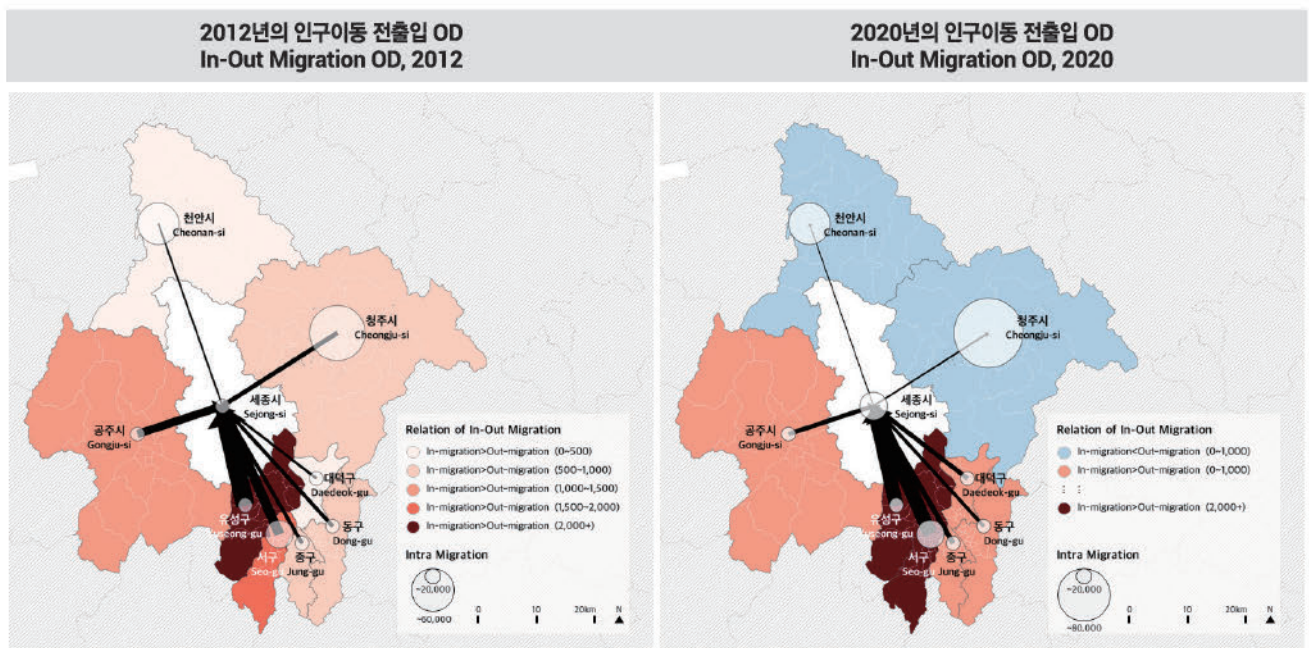 2012년의 인구이동 전출입 OD
In-Out Migration OD, 2012
천안시
Cheonan-si
청주시
Cheongju-si
세종시
Sejong-si
공주시
Gongju-si
대덕구
Daedeok-gu
유성구
동구
Dong-gu
서구
Seo-gu
중구
Jung-gu
Relation of In-Out Migration
In-migration>Out-migration (0~500)
In-migration>Out-migration (500~1,000)
In-migration>Out-migration (1,000~1,500)
In-migration>Out-migration (1,500~2,000)
In-migration>Out-migration (2,000+)
Intra Migration
~20,000
~60,000
0 10 20km N
2020년의 인구이동 전출입 OD
In-Out Migration OD, 2020
천안시
Cheonan-si
청주시
Cheongju-si
세종시
Sejong-si
공주시
Gongju-si
대덕구
Daedeok-gu
유성구
동구
Dong-gu
서구
Seo-gu
중구
Jung-gu
Relation of In-Out Migration
In-migration<Out-migration (0~1,000)
In-migration>Out-migration (0~1,000)
: :
In-migration>Out-migration (2,000+)
Intra Migration
~20,000
~80,000
0 10 20km N